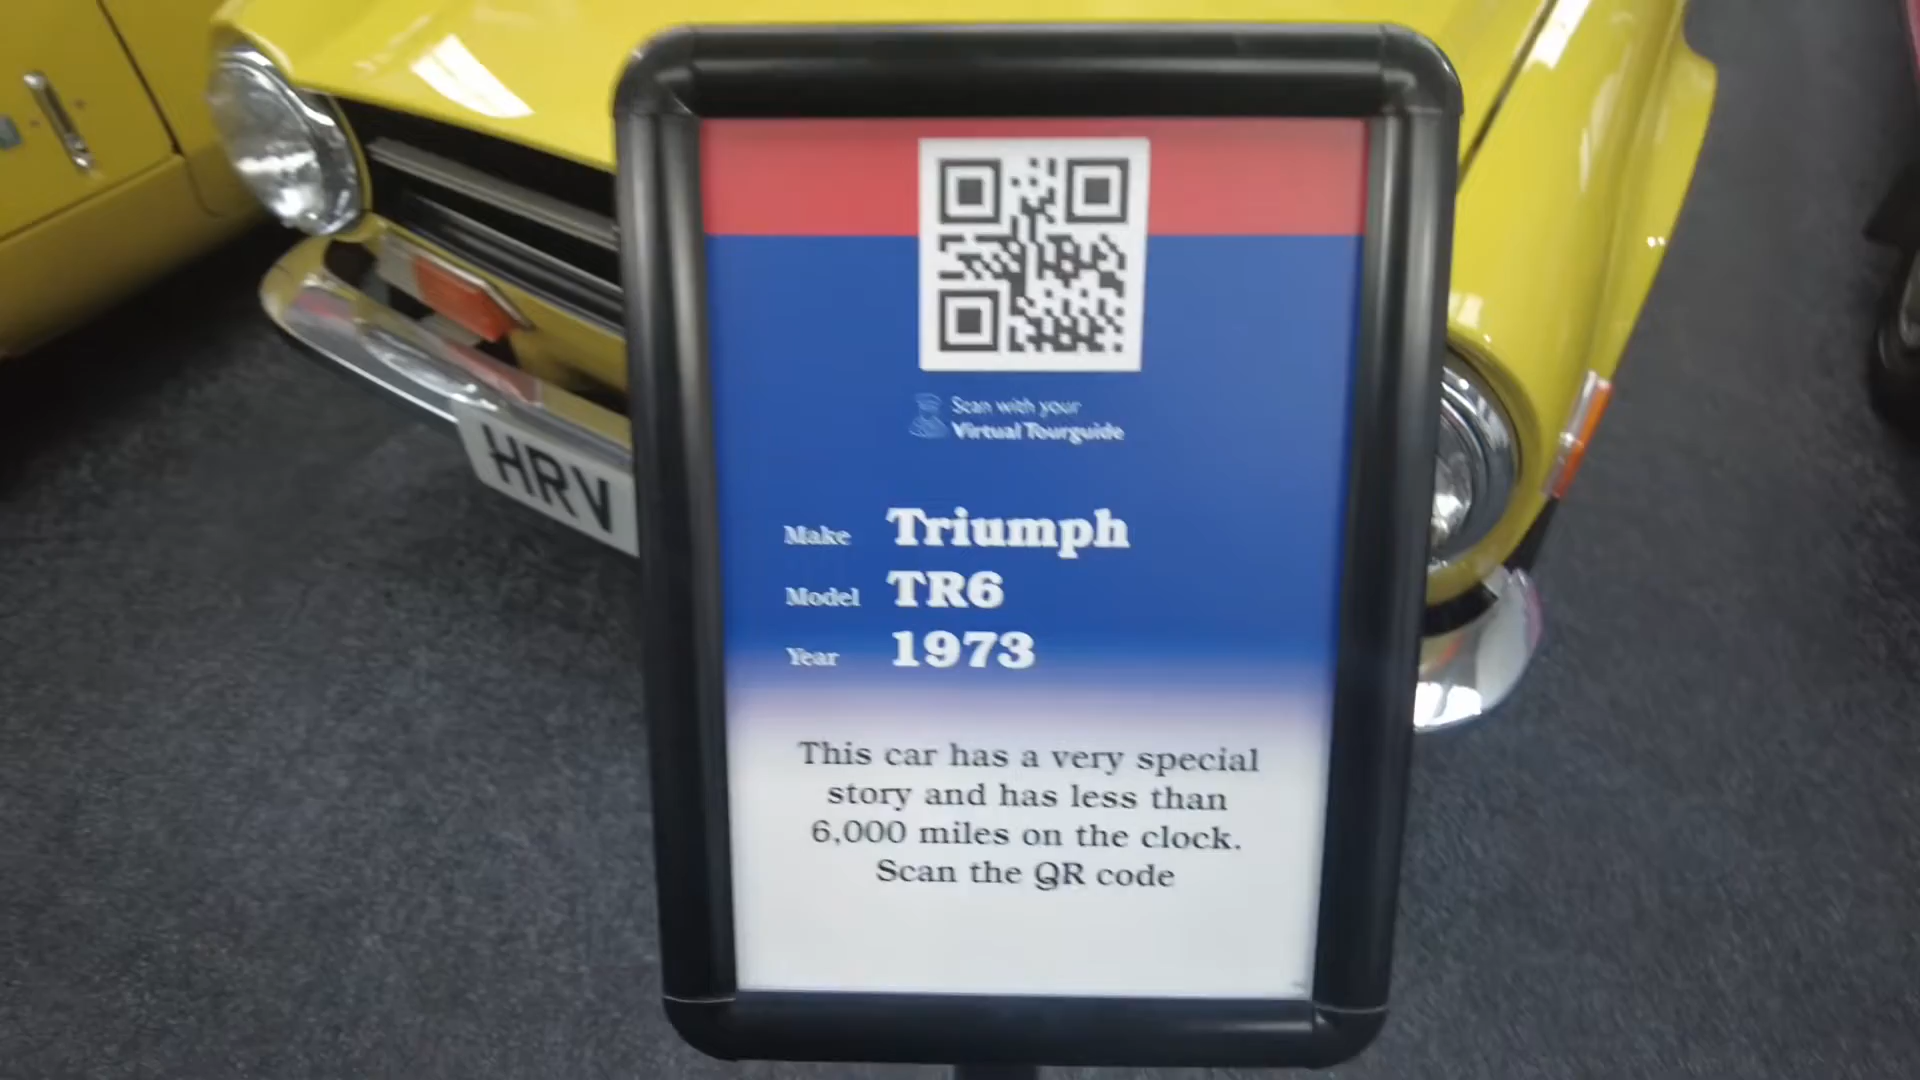 HRV
Scan with your
Virtual Tourguide
Make Triumph
Model TR6
Year 1973
This car has a very special
story and has less than
6,000 miles on the clock.
Scan the QR code